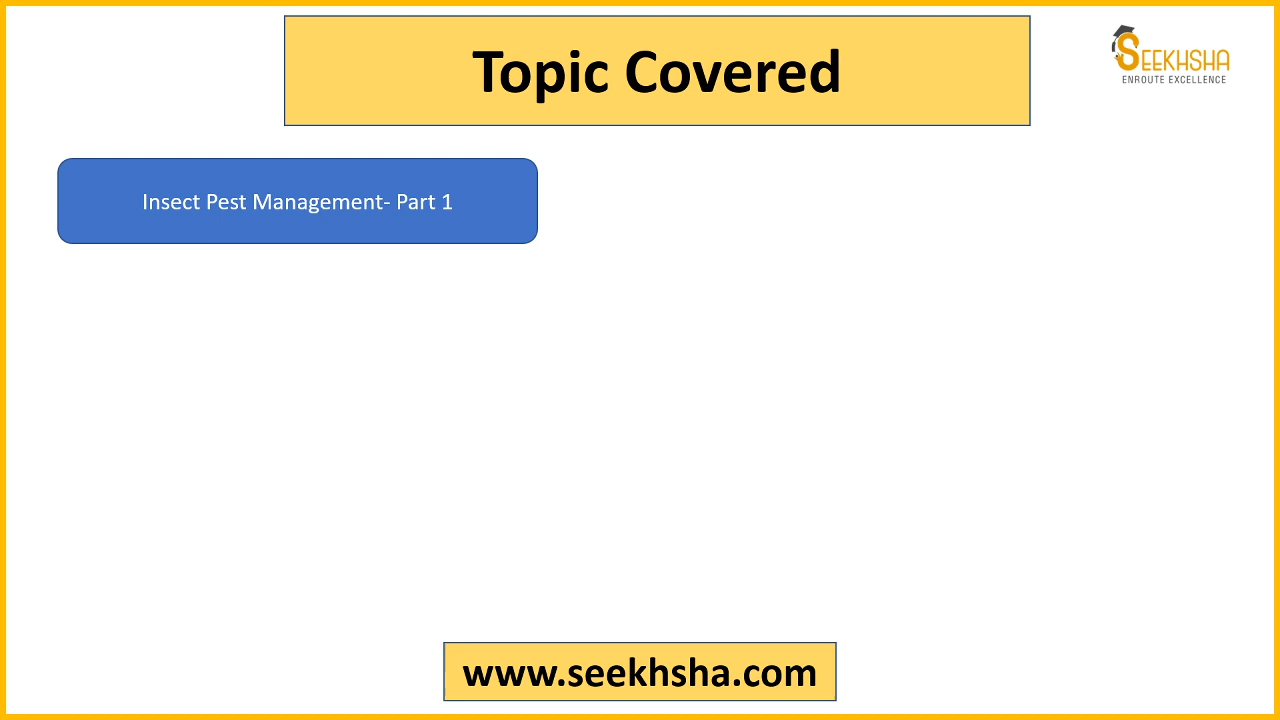 Topic Covered
SEEKHSHA
ENROUTE EXCELLENCE
Insect Pest Management- Part 1
www.seekhsha.com